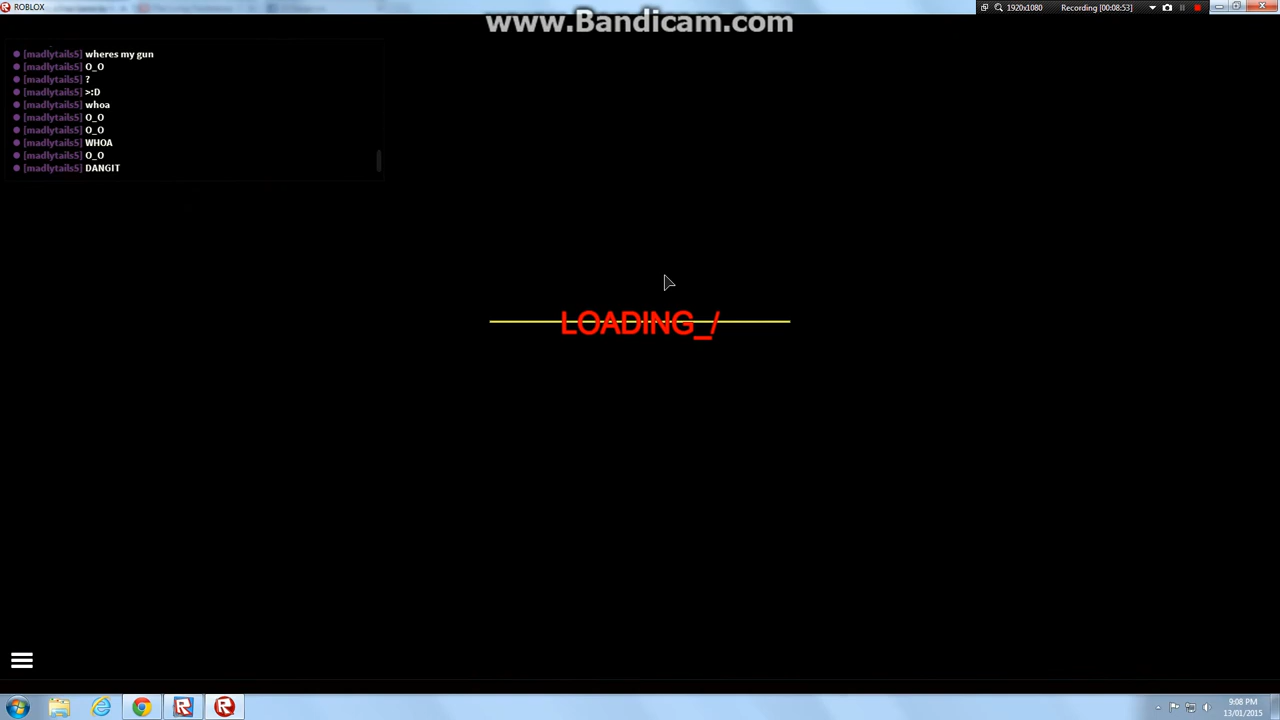 ROBLOX
www.Bandicam.com
1920x1080
Recording [00:08:53]
[madlytails5] wheres my gun
[madlytails5] O_O
[madlytails5] ?
[madlytails5] >:D
[madlytails5] whoa
[madlytails5] O_O
[madlytails5] O_O
[madlytails5] WHOA
[madlytails5] O_O
[madlytails5] DANGIT
LOADING_/
9:08 PM
13/01/2015